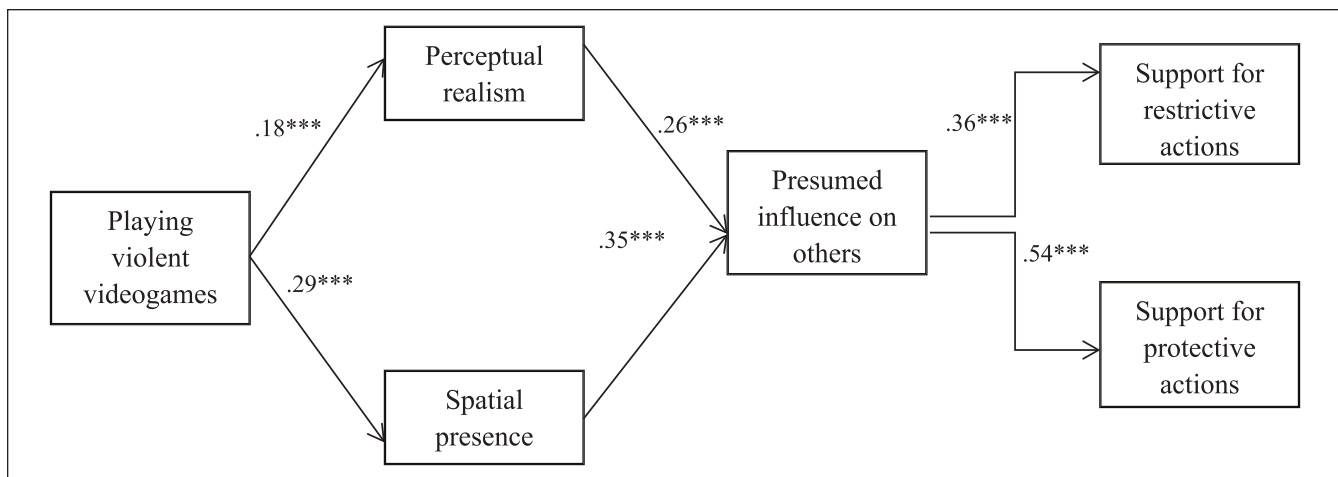 Playing
violent
videogames
.18***
.29***
Perceptual
realism
Spatial
presence
.26***
.35***
Presumed
influence on
others
.36***
.54***
Support for
restrictive
actions
Support for
protective
actions